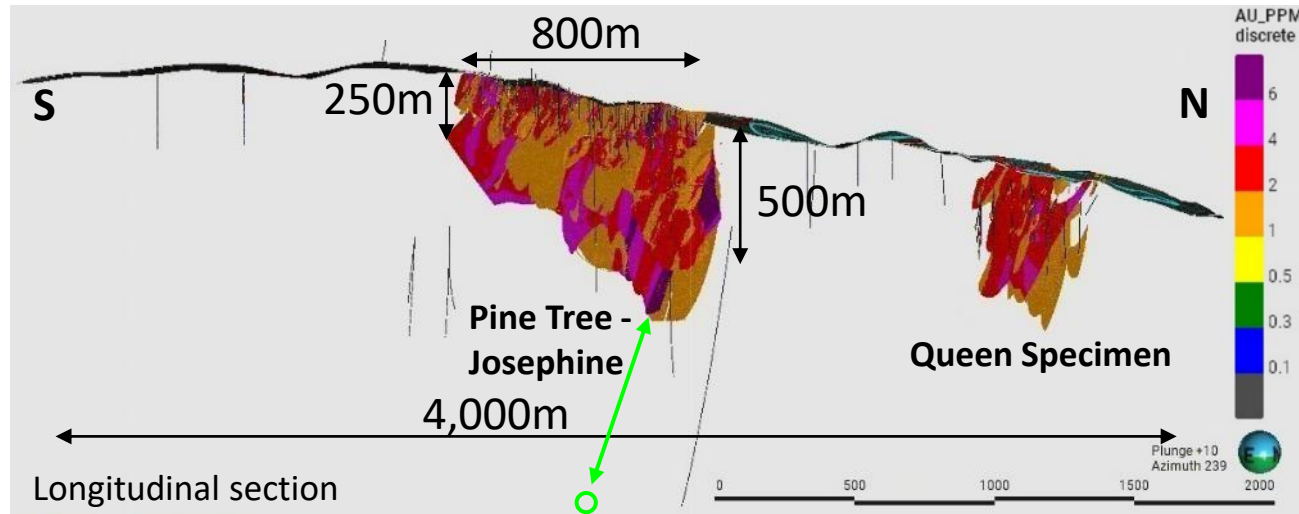 AU_PPM
discrete
800m
S
250m
N
6
4
2
1
0.5
0.3
0.1
500m
Pine Tree -
Josephine
Queen Specimen
4,000m
Plunge +10
Azimuth 239
Longitudinal section
0 500 1000 1500 2000